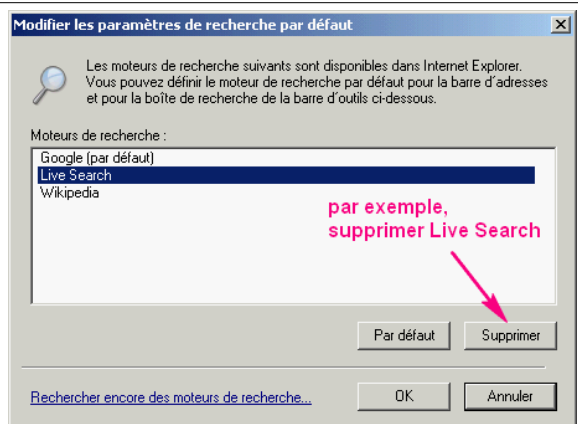 Modifier les paramètres de recherche par défaut
Les moteurs de recherche suivants sont disponibles dans Internet Explorer.
Vous pouvez définir le moteur de recherche par défaut pour la barre d'adresses
et pour la boîte de recherche de la barre d'outils ci-dessous.
Moteurs de recherche :
Google (par défaut)
Live Search
Wikipedia
par exemple,
supprimer Live Search
Par défaut
Supprimer
Rechercher encore des moteurs de recherche...
OK
Annuler